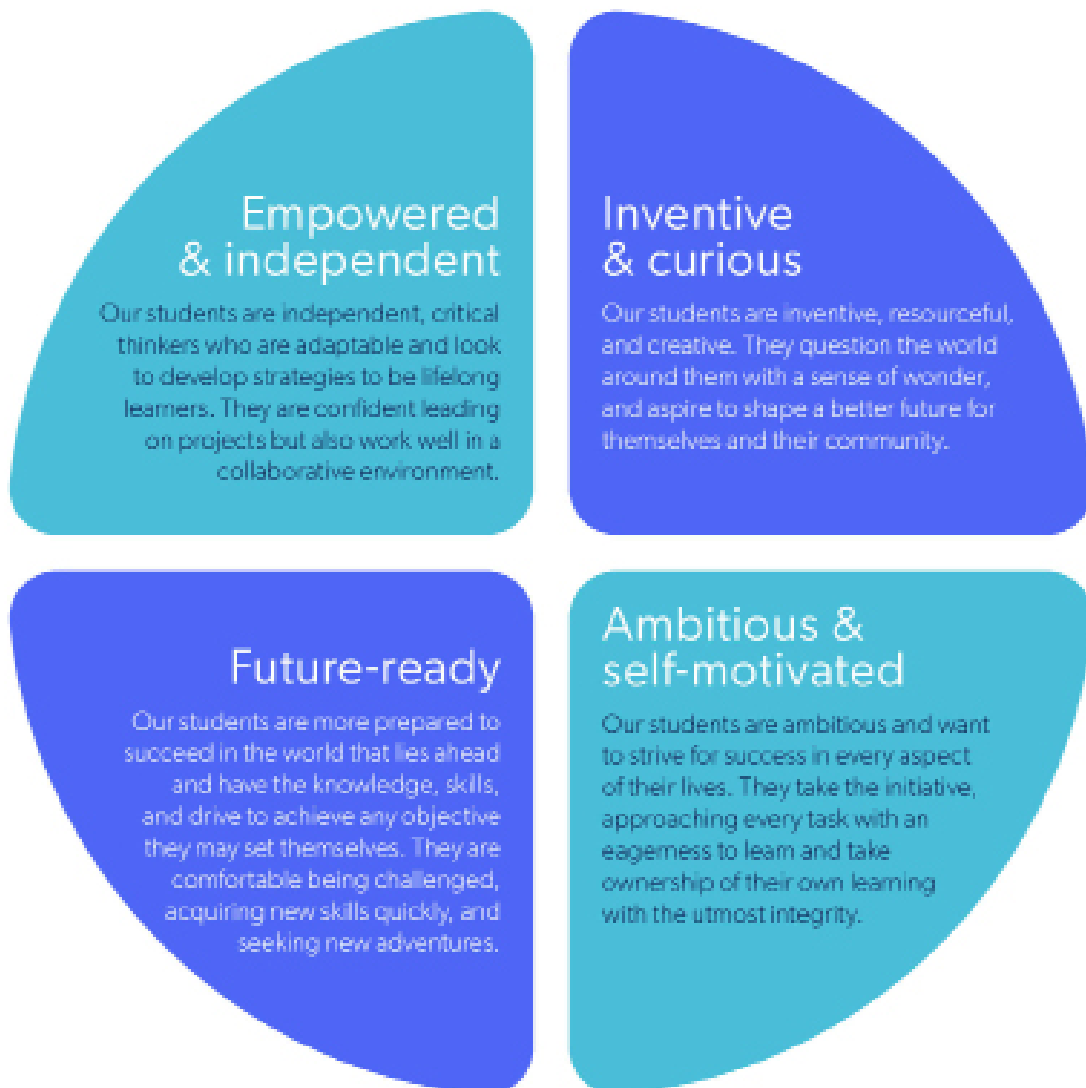 Empowered
& independent
Our students are independent, critical
thinkers who are adaptable and look
to develop strategies to be lifelong
learners. They are confident leading
on projects but also work well in a
collaborative environment.
Inventive
& curious
Our students are inventive, resourceful,
and creative. They question the world
around them with a sense of wonder,
and aspire to shape a better future for
themselves and their community.
Future-ready
Our students are more prepared to
succeed in the world that lies ahead
and have the knowledge, skills,
and drive to achieve any objective
they may set themselves. They are
comfortable being challenged,
acquiring new skills quickly, and
seeking new adventures.
Ambitious &
self-motivated
Our students are ambitious and want
to strive for success in every aspect
of their lives. They take the initiative,
approaching every task with an
eagerness to learn and take
ownership of their own learning
with the utmost integrity.